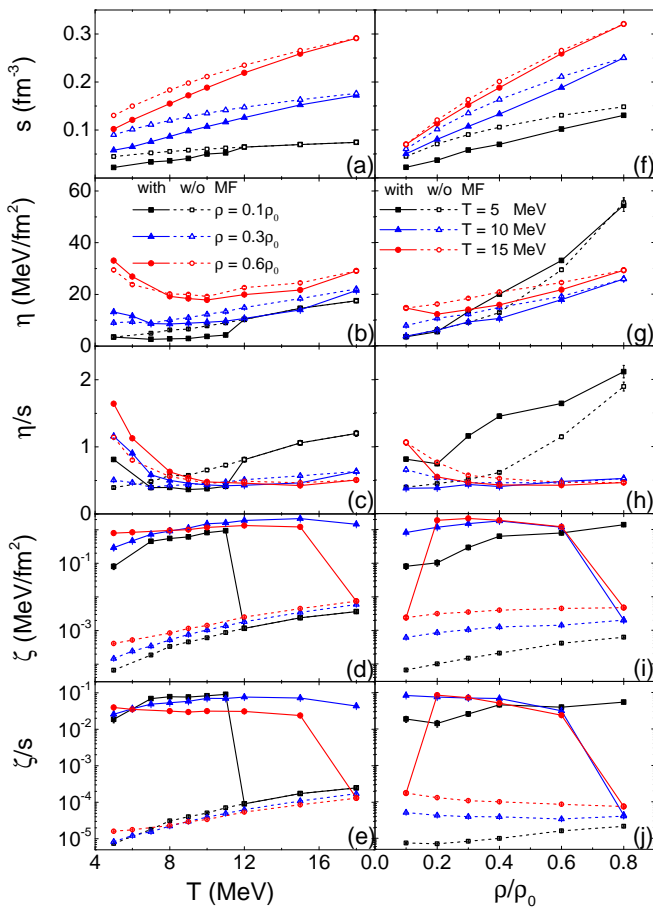 0.3
0.2
0.1
s (fm⁻³)
(a)
(f)
60
40
20
0
η (MeV/fm²)
with w/o MF
ρ = 0.1ρ₀
ρ = 0.3ρ₀
ρ = 0.6ρ₀
(b)
with w/o MF
T = 5 MeV
T = 10 MeV
T = 15 MeV
(g)
2
1
0
η/s
(c)
(h)
10⁻¹
10⁻³
10⁻⁵
ζ (MeV/fm²)
(d)
(i)
10⁻¹
10⁻²
10⁻³
10⁻⁴
10⁻⁵
ζ/s
(e)
(j)
4 8 12 16 0.0 0.2 0.4 0.6 0.8
T (MeV)
ρ/ρ₀